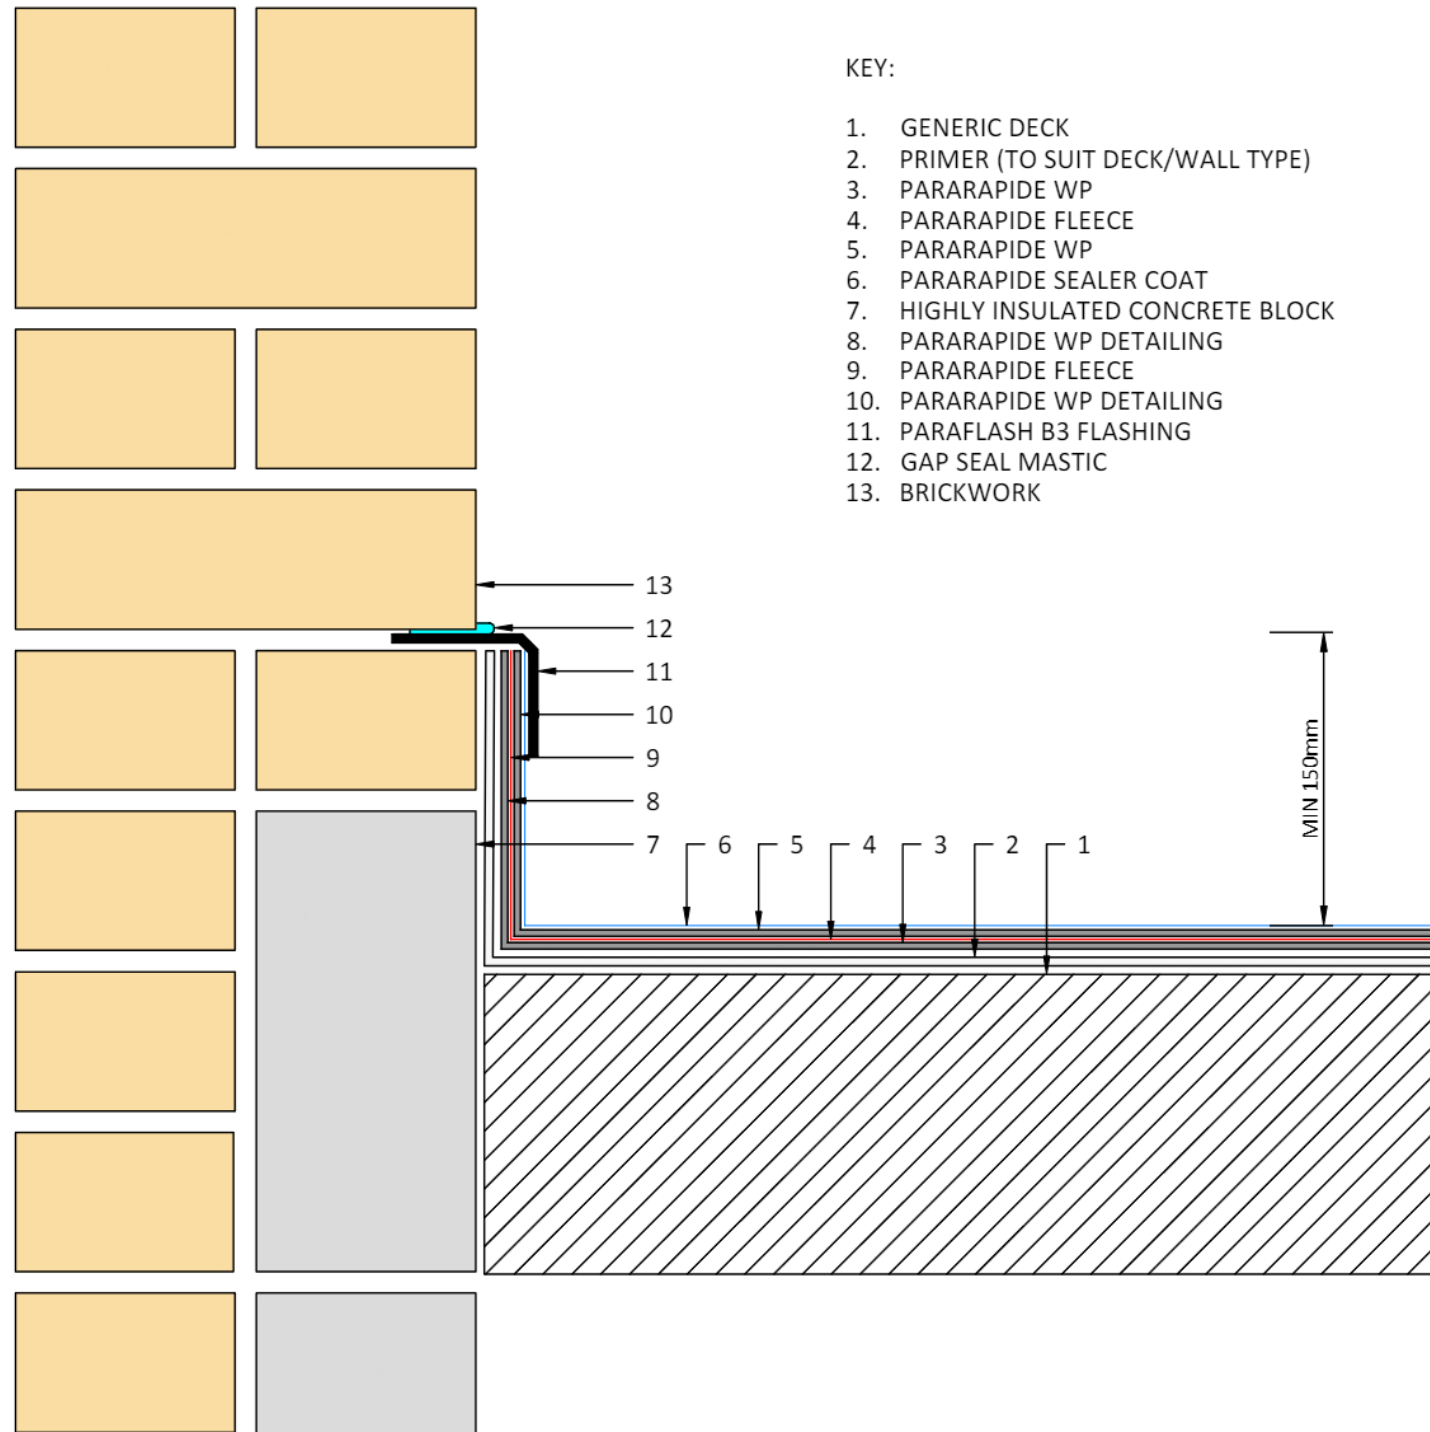 KEY:
1. GENERIC DECK
2. PRIMER (TO SUIT DECK/WALL TYPE)
3. PARARAPIDE WP
4. PARARAPIDE FLEECE
5. PARARAPIDE WP
6. PARARAPIDE SEALER COAT
7. HIGHLY INSULATED CONCRETE BLOCK
8. PARARAPIDE WP DETAILING
9. PARARAPIDE FLEECE
10. PARARAPIDE WP DETAILING
11. PARAFLASH B3 FLASHING
12. GAP SEAL MASTIC
13. BRICKWORK
13
12
11
10
9
8
7 6 5 4 3 2 1
MIN 150mm